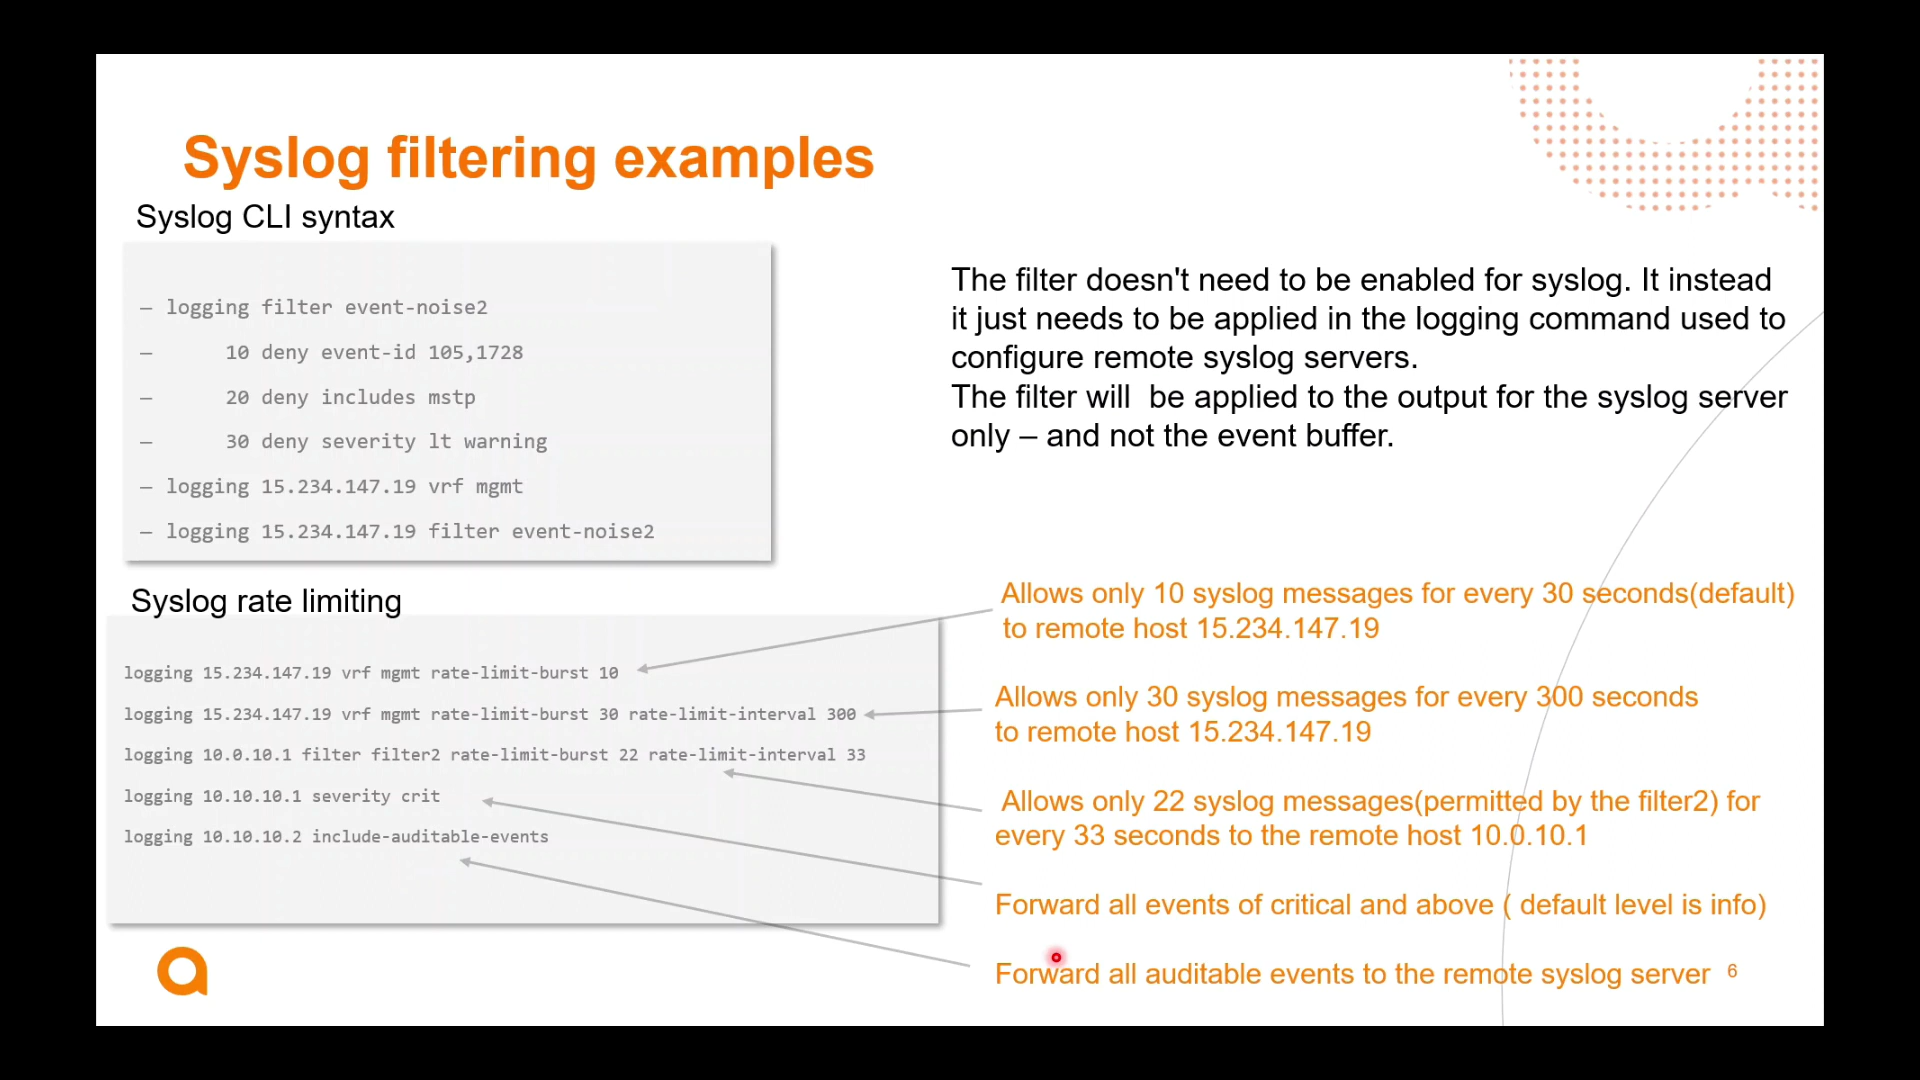 Syslog filtering examples
Syslog CLI syntax
– logging filter event-noise2
– 10 deny event-id 105,1728
– 20 deny includes mstp
– 30 deny severity lt warning
– logging 15.234.147.19 vrf mgmt
– logging 15.234.147.19 filter event-noise2
The filter doesn't need to be enabled for syslog. It instead
it just needs to be applied in the logging command used to
configure remote syslog servers.
The filter will  be applied to the output for the syslog server
only – and not the event buffer.
Syslog rate limiting
logging 15.234.147.19 vrf mgmt rate-limit-burst 10
logging 15.234.147.19 vrf mgmt rate-limit-burst 30 rate-limit-interval 300
logging 10.0.10.1 filter filter2 rate-limit-burst 22 rate-limit-interval 33
logging 10.10.10.1 severity crit
logging 10.10.10.2 include-auditable-events
Allows only 10 syslog messages for every 30 seconds(default)
to remote host 15.234.147.19
Allows only 30 syslog messages for every 300 seconds
to remote host 15.234.147.19
Allows only 22 syslog messages(permitted by the filter2) for
every 33 seconds to the remote host 10.0.10.1
Forward all events of critical and above ( default level is info)
Forward all auditable events to the remote syslog server
6